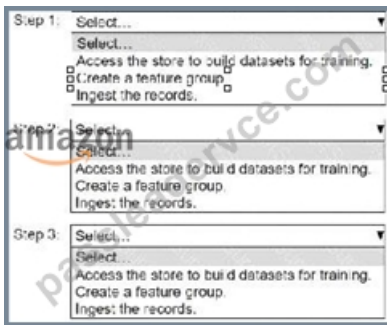 Step 1: Select...
Select...
Access the store to build datasets for training.
Create a feature group.
Ingest the records.
Step 2: Select...
Select...
Access the store to build datasets for training.
Create a feature group.
Ingest the records.
Step 3: Select...
Select...
Access the store to build datasets for training.
Create a feature group.
Ingest the records.
amazon